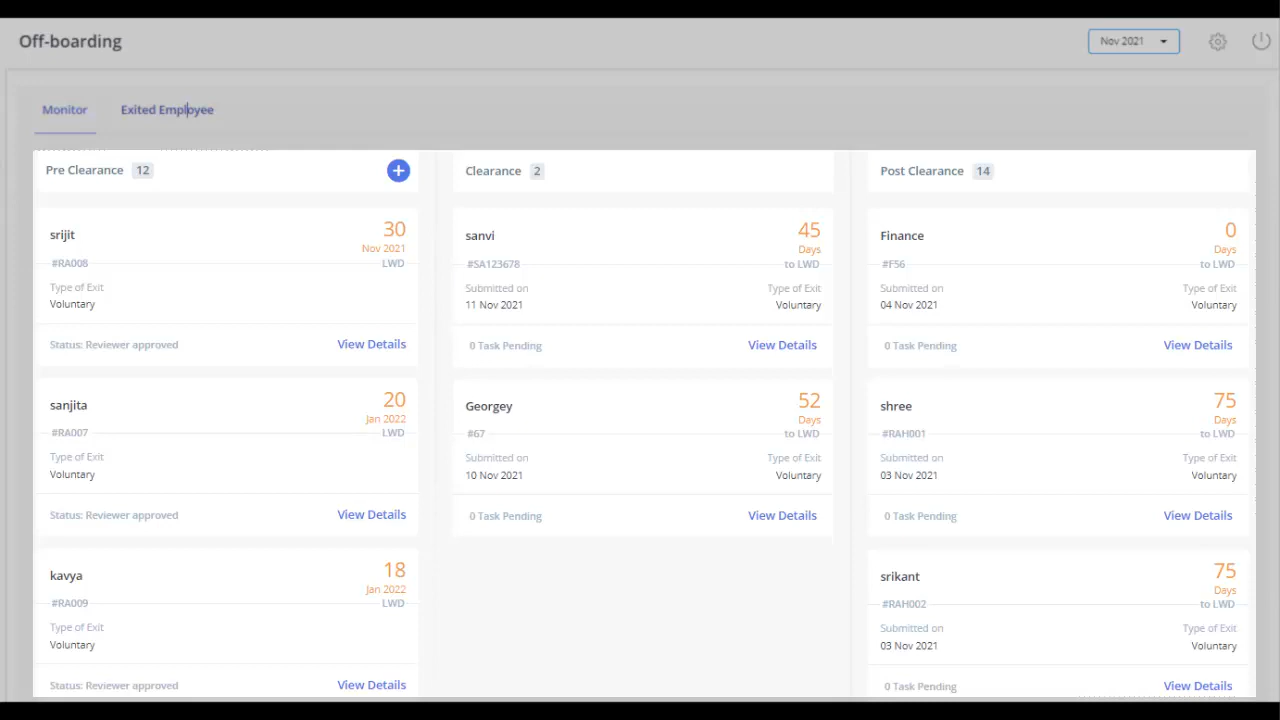 Off-boarding
Nov 2021
Monitor
Exited Employee
Pre Clearance 12
srijit
30
Nov 2021
#RA008
LWD
Type of Exit
Voluntary
Status: Reviewer approved
View Details
sanjita
20
Jan 2022
#RA007
LWD
Type of Exit
Voluntary
Status: Reviewer approved
View Details
kavya
18
Jan 2022
#RA009
LWD
Type of Exit
Voluntary
Status: Reviewer approved
View Details
Clearance 2
sanvi
45
Days
#SA123678
to LWD
Submitted on
Type of Exit
11 Nov 2021
Voluntary
0 Task Pending
View Details
Georgey
52
Days
#67
to LWD
Submitted on
Type of Exit
10 Nov 2021
Voluntary
0 Task Pending
View Details
Post Clearance 14
Finance
0
Days
#F56
to LWD
Submitted on
Type of Exit
04 Nov 2021
Voluntary
0 Task Pending
View Details
shree
75
Days
#RAH001
to LWD
Submitted on
Type of Exit
03 Nov 2021
Voluntary
0 Task Pending
View Details
srikant
75
Days
#RAH002
to LWD
Submitted on
Type of Exit
03 Nov 2021
Voluntary
0 Task Pending
View Details